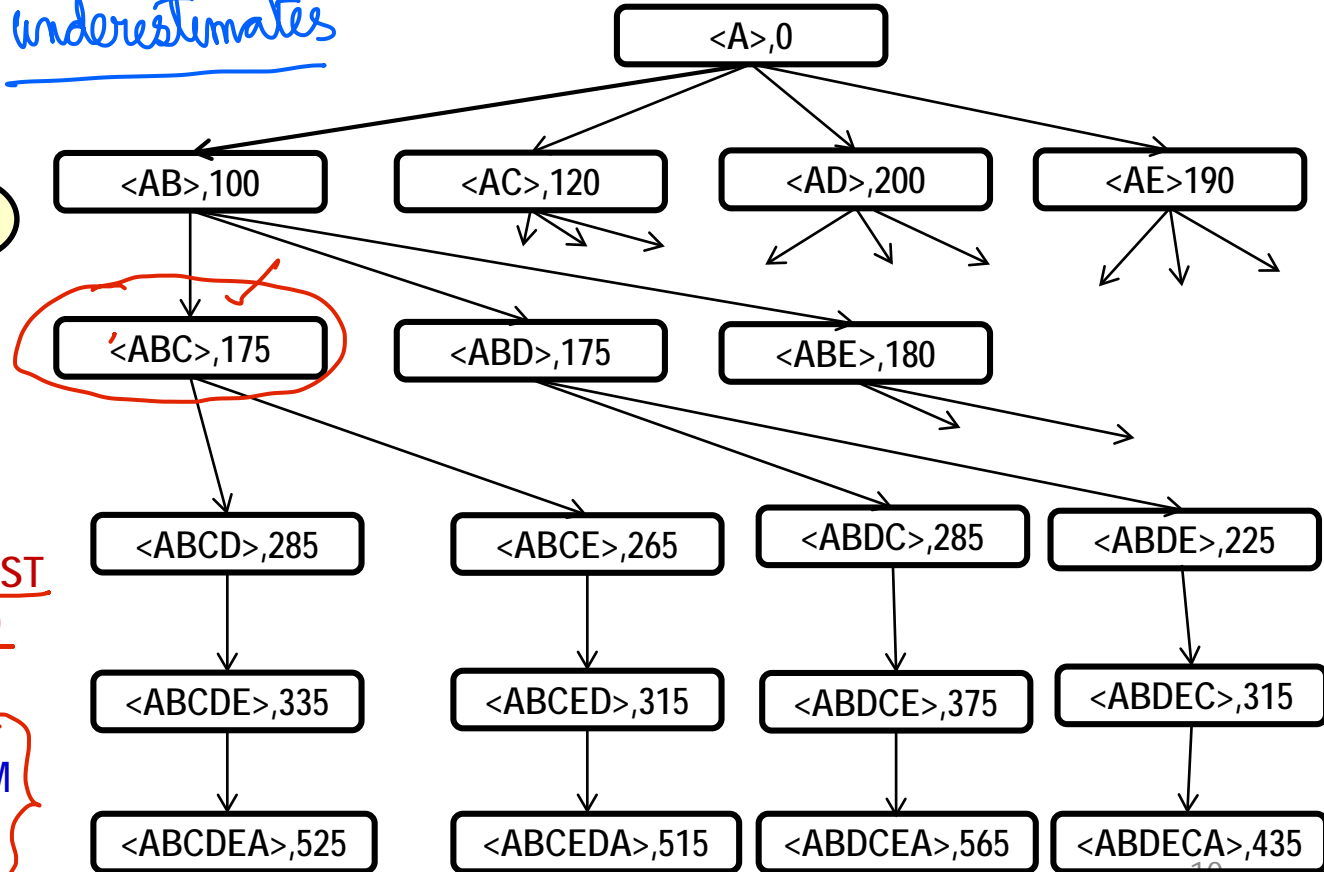 underestimates
<A>,0
<AB>,100 <AC>,120 <AD>,200 <AE>190
<ABC>,175 <ABD>,175 <ABE>,180
<ABCD>,285 <ABCE>,265 <ABDC>,285 <ABDE>,225
ST
<ABCDE>,335 <ABCED>,315 <ABDCE>,375 <ABDEC>,315
M
<ABCDEA>,525 <ABCEDA>,515 <ABDCEA>,565 <ABDECA>,435